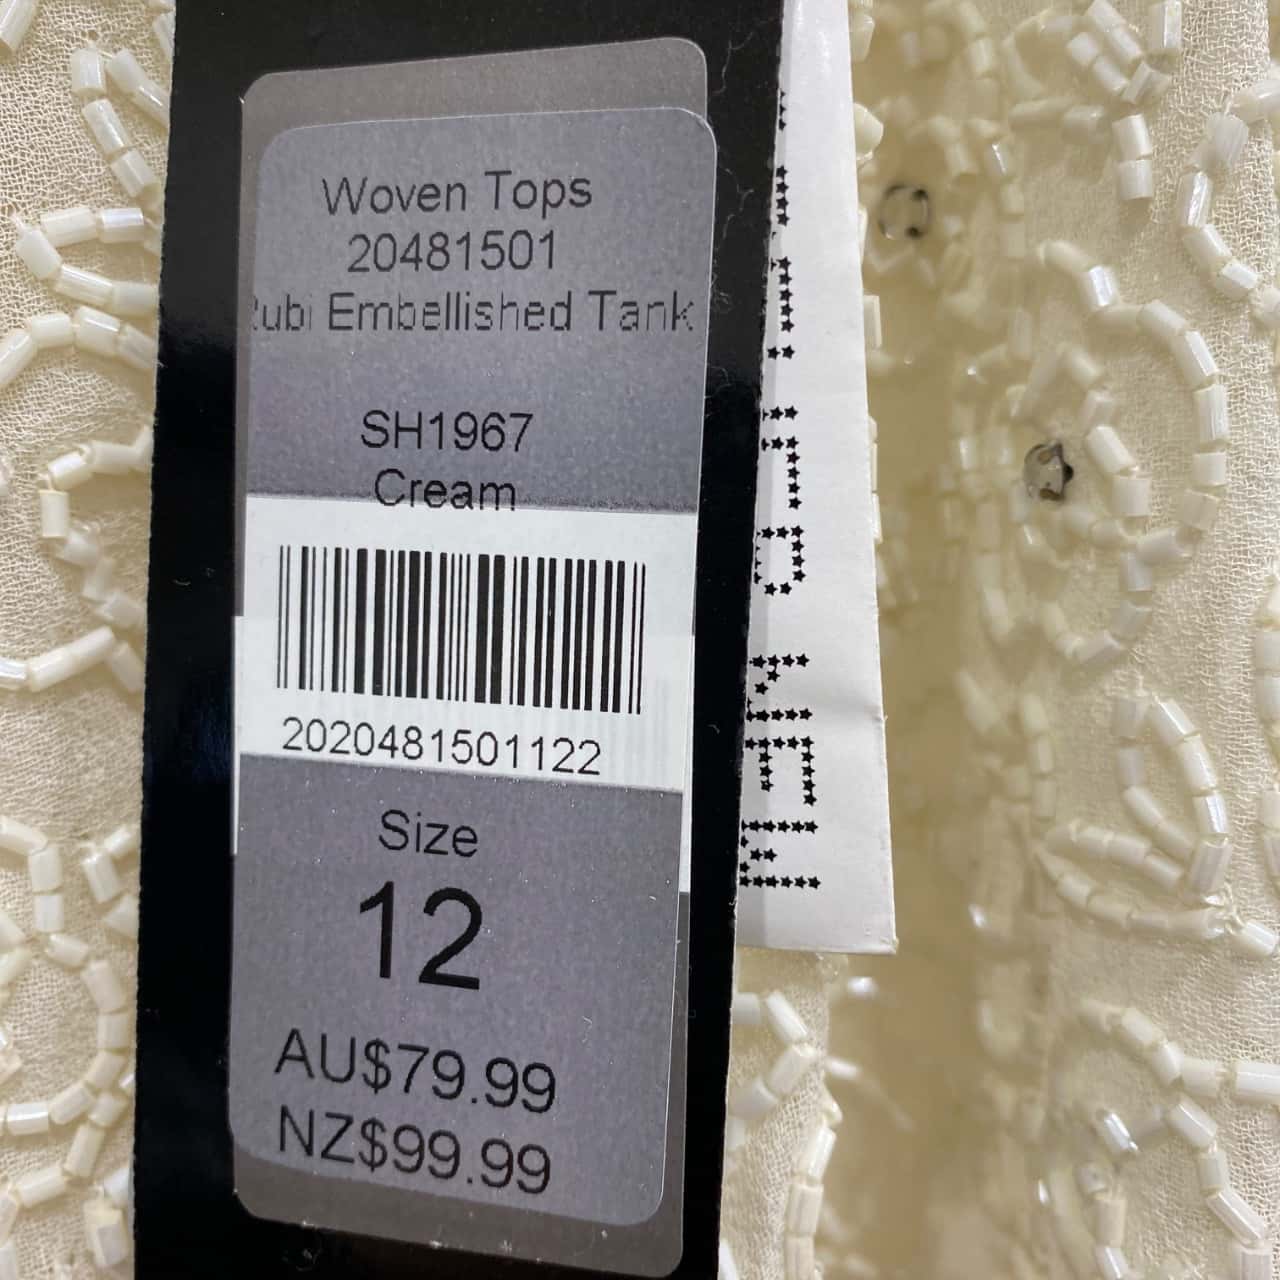 Woven Tops
20481501
Rubi Embellished Tank
SH1967
Cream
2020481501122
Size
12
AU$79.99
NZ$99.99